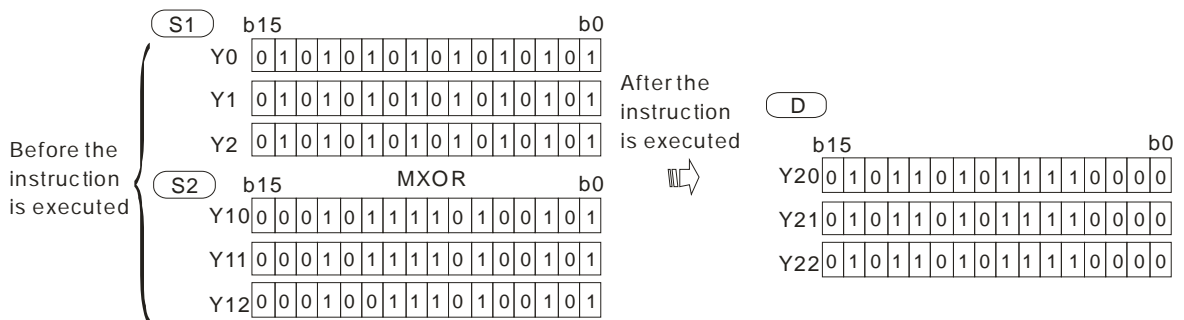 S1 b15 b0
Y0 0 1 0 1 0 1 0 1 0 1 0 1 0 1 0 1
Y1 0 1 0 1 0 1 0 1 0 1 0 1 0 1 0 1
Y2 0 1 0 1 0 1 0 1 0 1 0 1 0 1 0 1
Before the
instruction
is executed
S2 b15 MXOR b0
Y10 0 0 0 1 0 1 1 1 1 0 1 0 0 1 0 1
Y11 0 0 0 1 0 1 1 1 1 0 1 0 0 1 0 1
Y12 0 0 0 1 0 0 1 1 1 0 1 0 0 1 0 1
After the
instruction
is executed
D
b15 b0
Y20 0 1 0 1 1 0 1 0 1 1 1 1 0 0 0 0
Y21 0 1 0 1 1 0 1 0 1 1 1 1 0 0 0 0
Y22 0 1 0 1 1 0 1 0 1 1 1 1 0 0 0 0